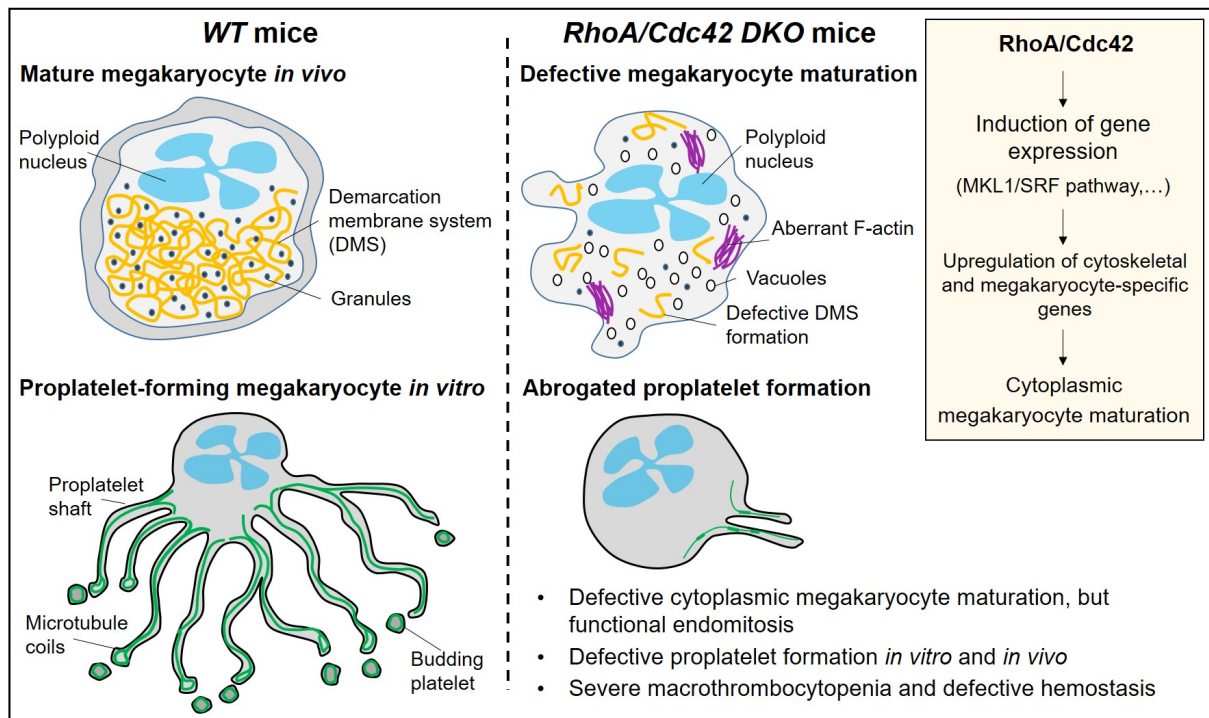 WT mice
Mature megakaryocyte in vivo
Polyploid
nucleus
Demarcation
membrane system
(DMS)
Granules
Proplatelet-forming megakaryocyte in vitro
Proplatelet
shaft
Microtubule
coils
Budding
platelet
RhoA/Cdc42 DKO mice
Defective megakaryocyte maturation
Polyploid
nucleus
Aberrant F-actin
Vacuoles
Defective DMS
formation
Abrogated proplatelet formation
• Defective cytoplasmic megakaryocyte maturation, but
functional endomitosis
• Defective proplatelet formation in vitro and in vivo
• Severe macrothrombocytopenia and defective hemostasis
RhoA/Cdc42
Induction of gene
expression
(MKL1/SRF pathway,…)
Upregulation of cytoskeletal
and megakaryocyte-specific
genes
Cytoplasmic
megakaryocyte maturation